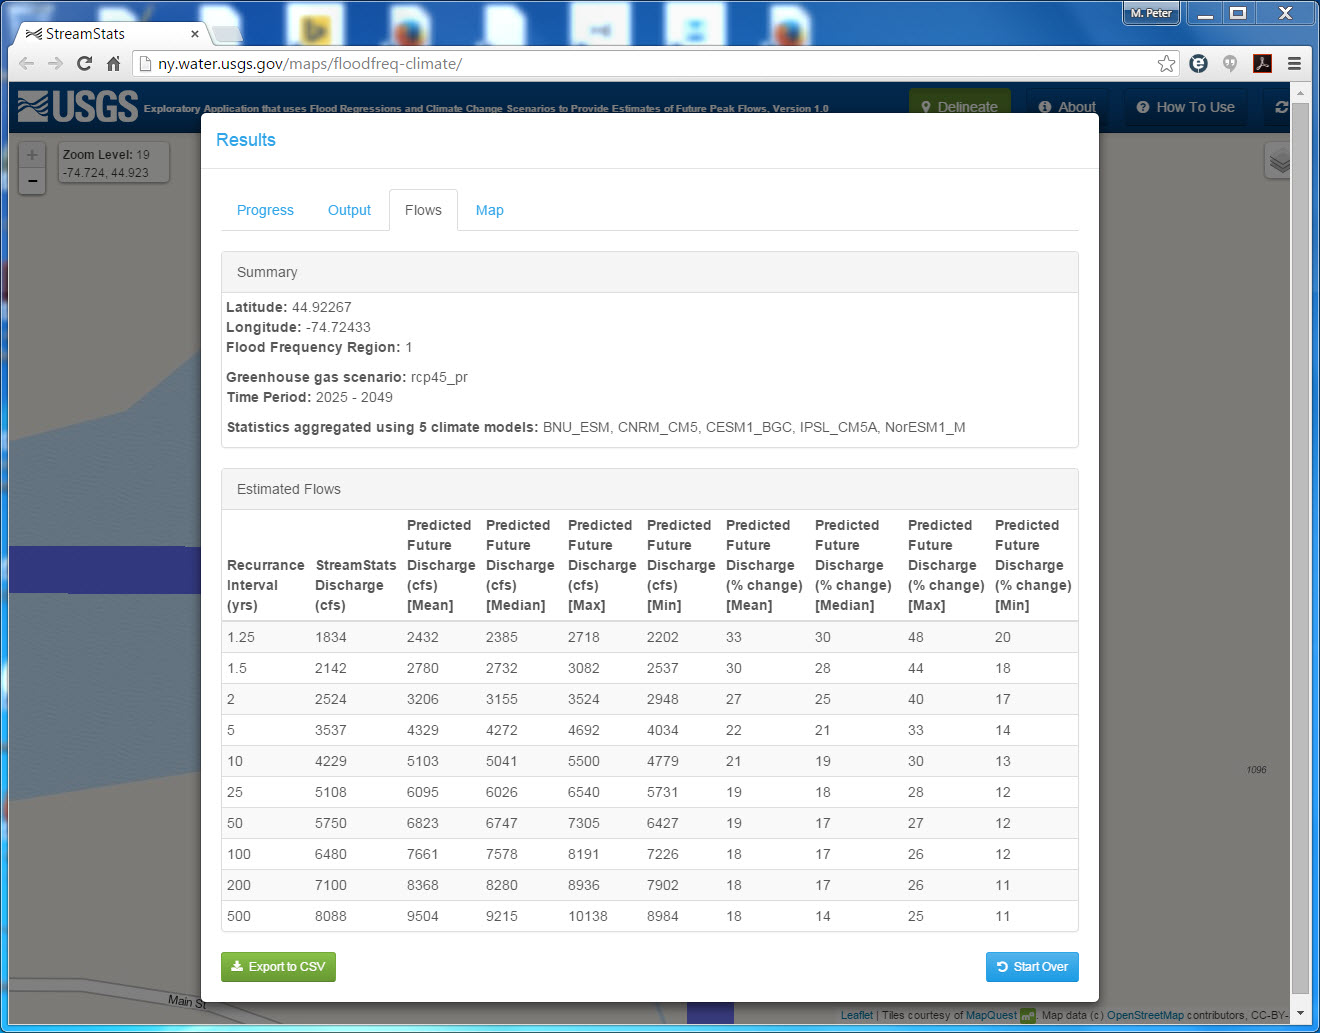 M. Peter
StreamStats ×
ny.water.usgs.gov/maps/floodfreq-climate/
USGS Exploratory Application that uses Flood Regressions and Climate Change Scenarios to Provide Estimates of Future Peak Flows, Version 1.0
Delineate About How To Use
+
−
Zoom Level: 19
-74.724, 44.923
Results
Progress Output Flows Map
Summary
Latitude: 44.92267
Longitude: -74.72433
Flood Frequency Region: 1
Greenhouse gas scenario: rcp45_pr
Time Period: 2025 - 2049
Statistics aggregated using 5 climate models: BNU_ESM, CNRM_CM5, CESM1_BGC, IPSL_CM5A, NorESM1_M
Estimated Flows
Predicted Predicted Predicted Predicted Predicted Predicted Predicted Predicted
Future Future Future Future Future Future Future Future
Recurrance StreamStats Discharge Discharge Discharge Discharge Discharge Discharge Discharge Discharge
Interval Discharge (cfs) (cfs) (cfs) (cfs) (% change) (% change) (% change) (% change)
(yrs) (cfs) [Mean] [Median] [Max] [Min] [Mean] [Median] [Max] [Min]
1.25 1834 2432 2385 2718 2202 33 30 48 20
1.5 2142 2780 2732 3082 2537 30 28 44 18
2 2524 3206 3155 3524 2948 27 25 40 17
5 3537 4329 4272 4692 4034 22 21 33 14
10 4229 5103 5041 5500 4779 21 19 30 13
25 5108 6095 6026 6540 5731 19 18 28 12
50 5750 6823 6747 7305 6427 19 17 27 12
100 6480 7661 7578 8191 7226 18 17 26 12
200 7100 8368 8280 8936 7902 18 17 26 11
500 8088 9504 9215 10138 8984 18 14 25 11
Export to CSV Start Over
1096
Main St
Leaflet | Tiles courtesy of MapQuest . Map data (c) OpenStreetMap contributors, CC-BY-